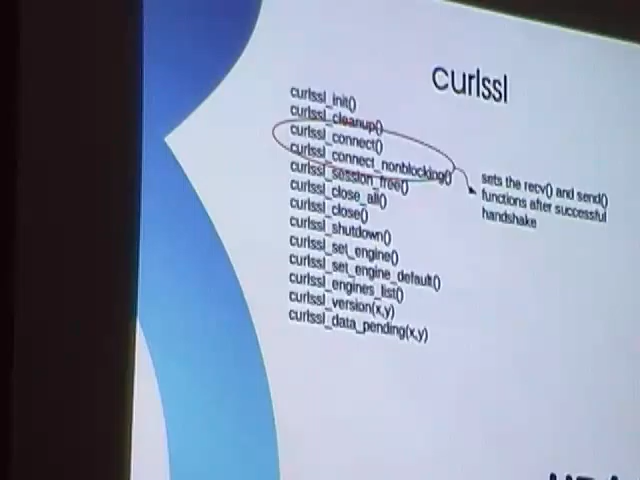 curlssl
curlssl_init()
curlssl_cleanup()
curlssl_connect()
curlssl_connect_nonblocking()
curlssl_session_free()
curlssl_close_all()
curlssl_close()
curlssl_shutdown()
curlssl_set_engine()
curlssl_set_engine_default()
curlssl_engines_list()
curlssl_version(x,y)
curlssl_data_pending(x,y)
sets the recv() and send()
functions after successful
handshake